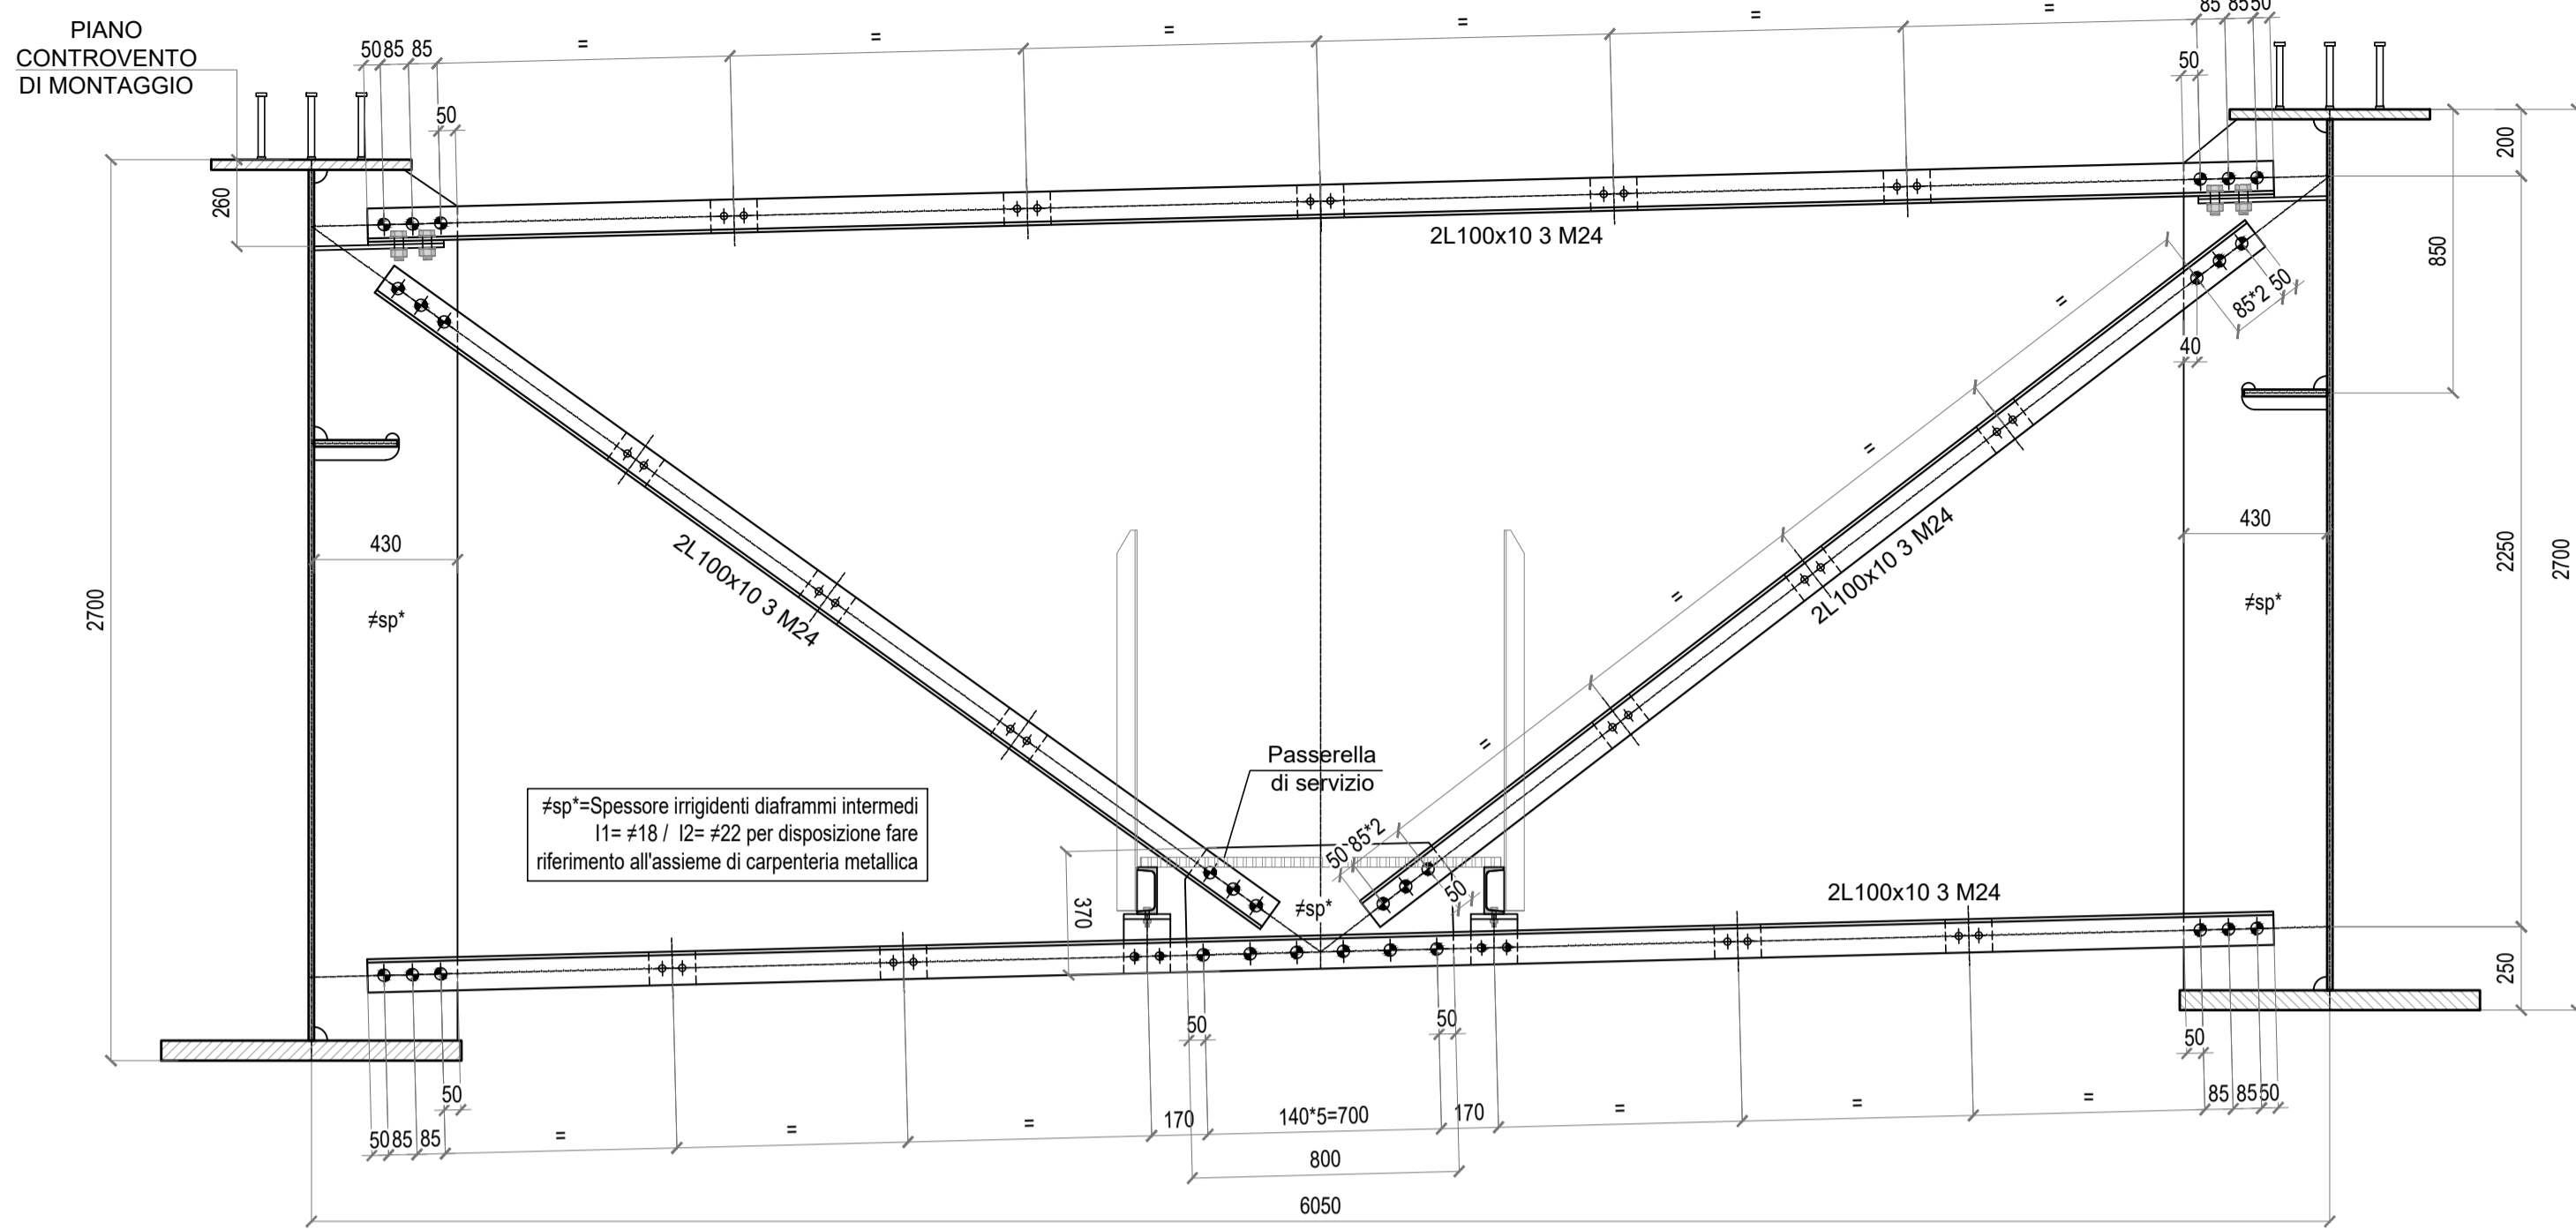 PIANO
CONTROVENTO
DI MONTAGGIO
50 85 85
=
=
=
=
=
=
85 85 50
50
50
260
2700
430
≠sp*
2L100x10 3 M24
200
850
2250
2700
250
85*2 50
40
=
=
=
=
430
≠sp*
2L100x10 3 M24
2L100x10 3 M24
Passerella
di servizio
≠sp*=Spessore irrigidenti diaframmi intermedi
I1= ≠18 / I2= ≠22 per disposizione fare
riferimento all'assieme di carpenteria metallica
50 85*2
50
370
≠sp*
2L100x10 3 M24
50
50
50
50
50 85 85
=
=
=
170
140*5=700
170
=
=
=
85 85 50
800
6050